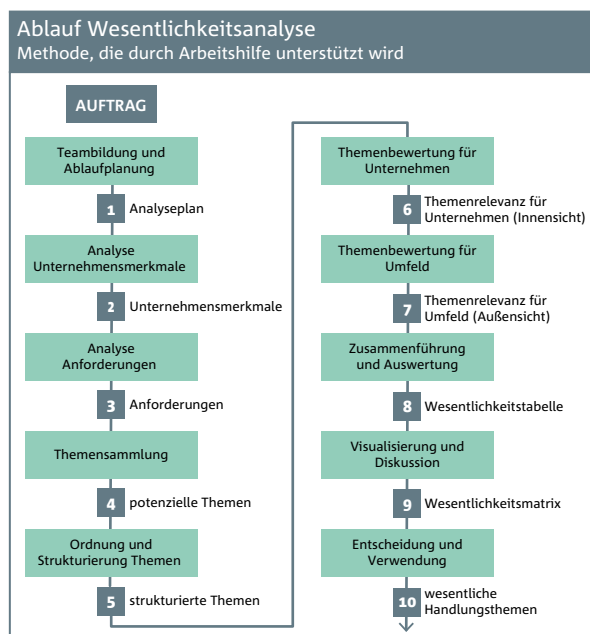 Ablauf Wesentlichkeitsanalyse
Methode, die durch Arbeitshilfe unterstützt wird
AUFTRAG
Teambildung und
Ablaufplanung
1 Analyseplan
Analyse
Unternehmensmerkmale
2 Unternehmensmerkmale
Analyse
Anforderungen
3 Anforderungen
Themensammlung
4 potenzielle Themen
Ordnung und
Strukturierung Themen
5 strukturierte Themen
Themenbewertung für
Unternehmen
6 Themenrelevanz für
Unternehmen (Innensicht)
Themenbewertung für
Umfeld
7 Themenrelevanz für
Umfeld (Außensicht)
Zusammenführung
und Auswertung
8 Wesentlichkeitstabelle
Visualisierung und
Diskussion
9 Wesentlichkeitsmatrix
Entscheidung und
Verwendung
10 wesentliche
Handlungsthemen